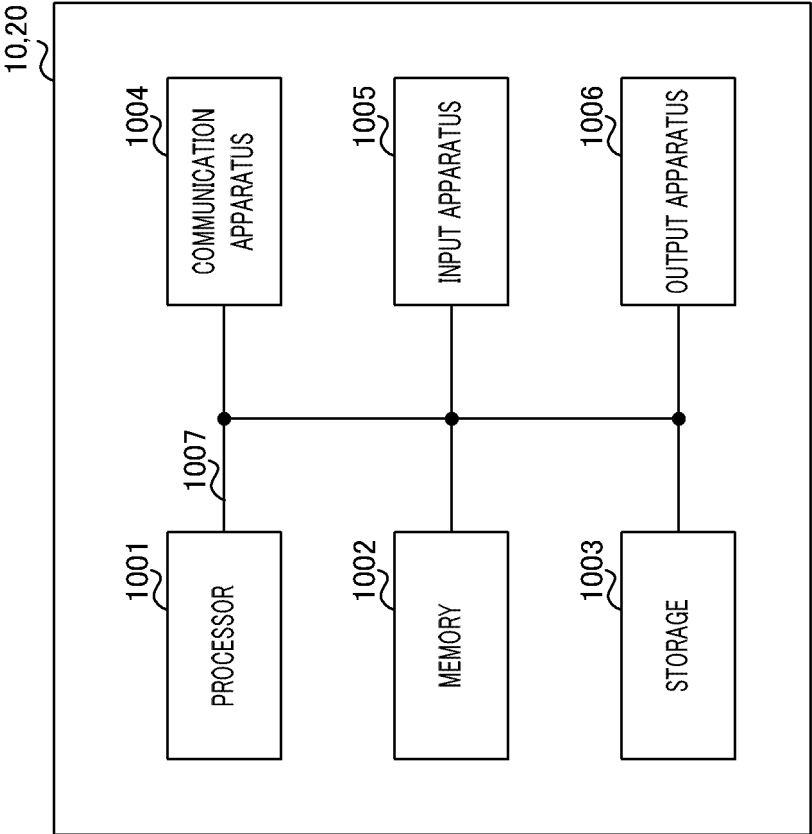 10,20
1001
PROCESSOR
1002
MEMORY
1003
STORAGE
1007
1004
COMMUNICATION
APPARATUS
1005
INPUT APPARATUS
1006
OUTPUT APPARATUS